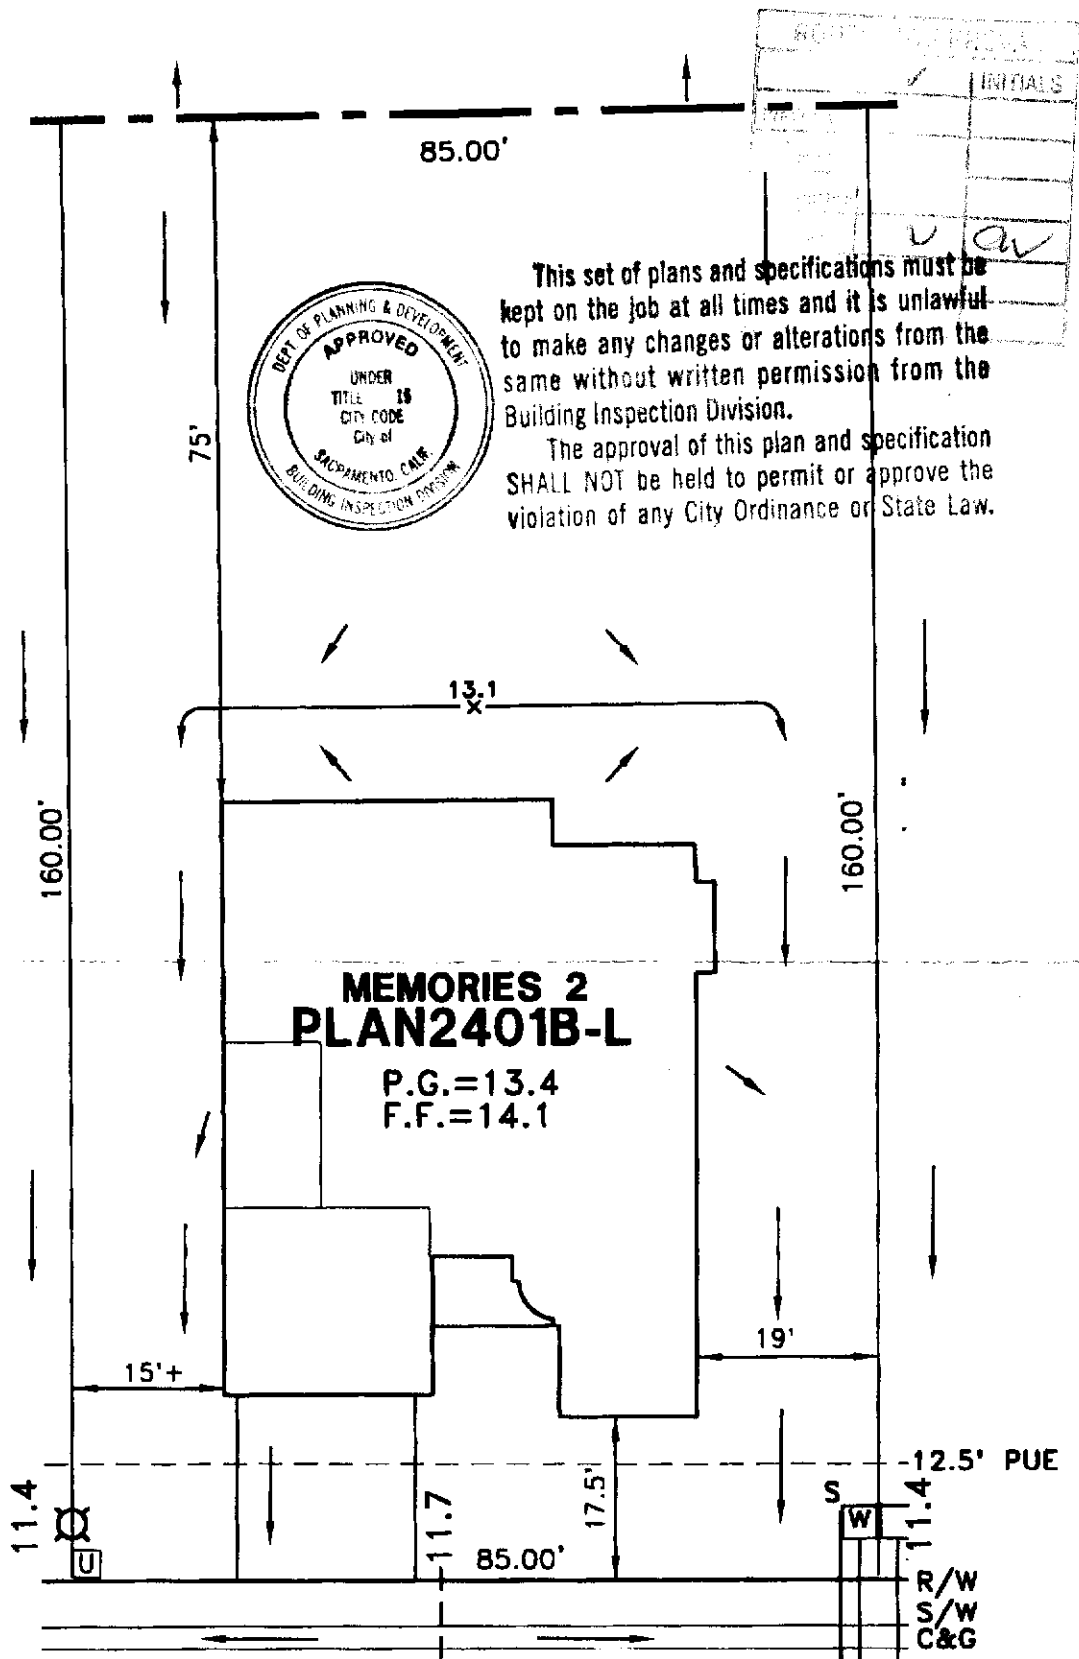 INITIALS
85.00'
This set of plans and specifications must be
kept on the job at all times and it is unlawful
to make any changes or alterations from the
same without written permission from the
Building Inspection Division.
The approval of this plan and specification
SHALL NOT be held to permit or approve the
violation of any City Ordinance or State Law.
DEPT. OF PLANNING & DEVELOPMENT
APPROVED
UNDER
TITLE 15
CITY CODE
City of
SACRAMENTO, CALIF.
BUILDING INSPECTION DIVISION
75'
13.1
160.00'
160.00'
MEMORIES 2
PLAN2401B-L
P.G.=13.4
F.F.=14.1
15'+
19'
12.5' PUE
11.4
U
11.7
17.5'
85.00'
S
W
11.4
R/W
S/W
C&G